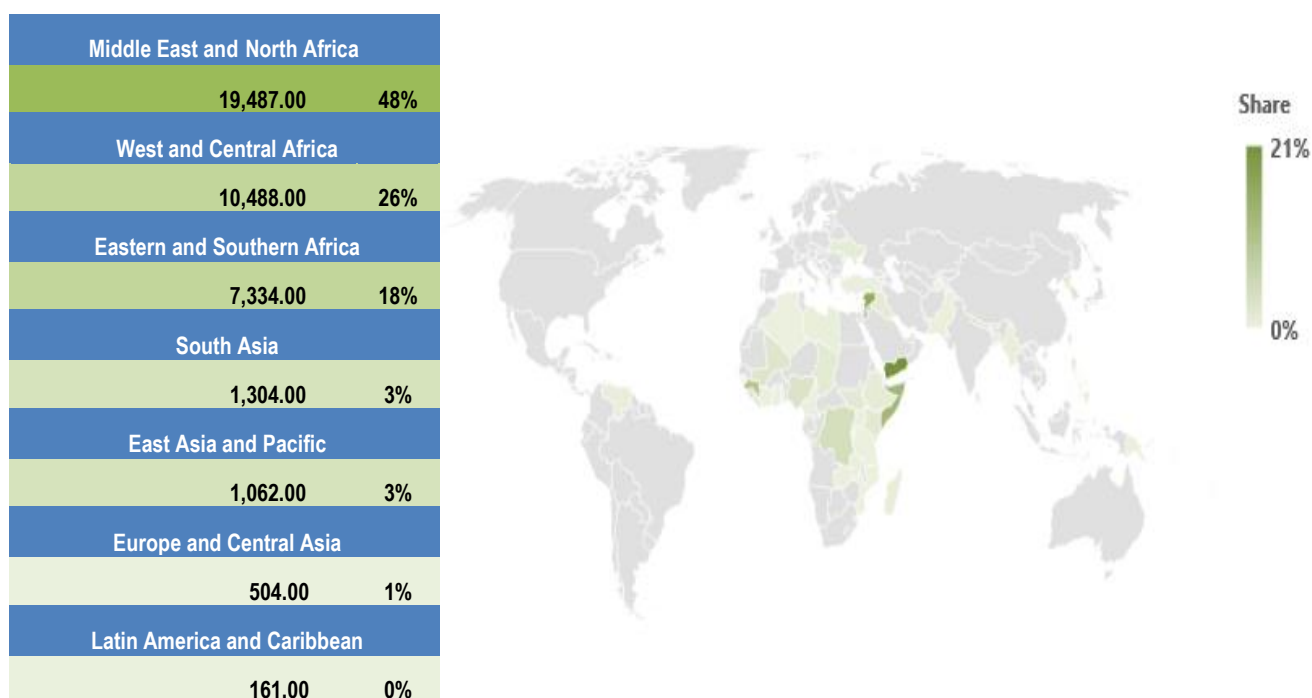 Middle East and North Africa
19,487.00 48%
West and Central Africa
10,488.00 26%
Eastern and Southern Africa
7,334.00 18%
South Asia
1,304.00 3%
East Asia and Pacific
1,062.00 3%
Europe and Central Asia
504.00 1%
Latin America and Caribbean
161.00 0%
Share
21%
0%